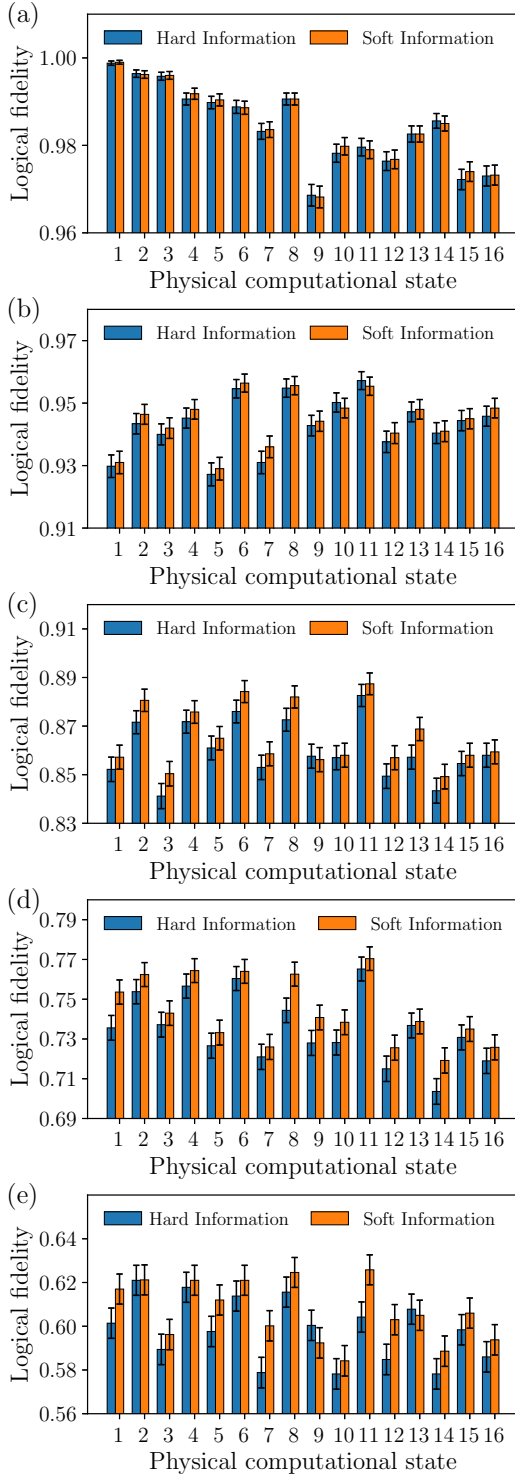 (a)
Hard Information Soft Information
Logical fidelity
1.00
0.98
0.96
1 2 3 4 5 6 7 8 9 10 11 12 13 14 15 16
Physical computational state
(b)
Hard Information Soft Information
Logical fidelity
0.97
0.95
0.93
0.91
1 2 3 4 5 6 7 8 9 10 11 12 13 14 15 16
Physical computational state
(c)
Hard Information Soft Information
Logical fidelity
0.91
0.89
0.87
0.85
0.83
1 2 3 4 5 6 7 8 9 10 11 12 13 14 15 16
Physical computational state
(d)
Hard Information Soft Information
Logical fidelity
0.79
0.77
0.75
0.73
0.71
0.69
1 2 3 4 5 6 7 8 9 10 11 12 13 14 15 16
Physical computational state
(e)
Hard Information Soft Information
Logical fidelity
0.64
0.62
0.60
0.58
0.56
1 2 3 4 5 6 7 8 9 10 11 12 13 14 15 16
Physical computational state